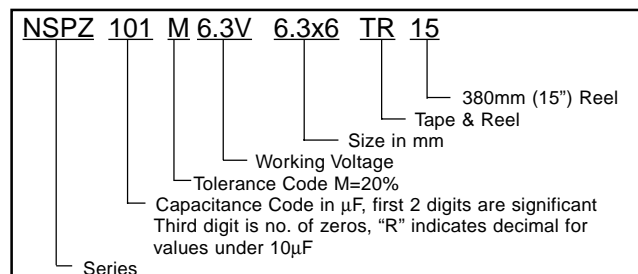 NSPZ 101 M 6.3V 6.3x6 TR 15
380mm (15”) Reel
Tape & Reel
Size in mm
Working Voltage
Tolerance Code M=20%
Capacitance Code in μF, first 2 digits are significant
Third digit is no. of zeros, “R” indicates decimal for
values under 10μF
Series